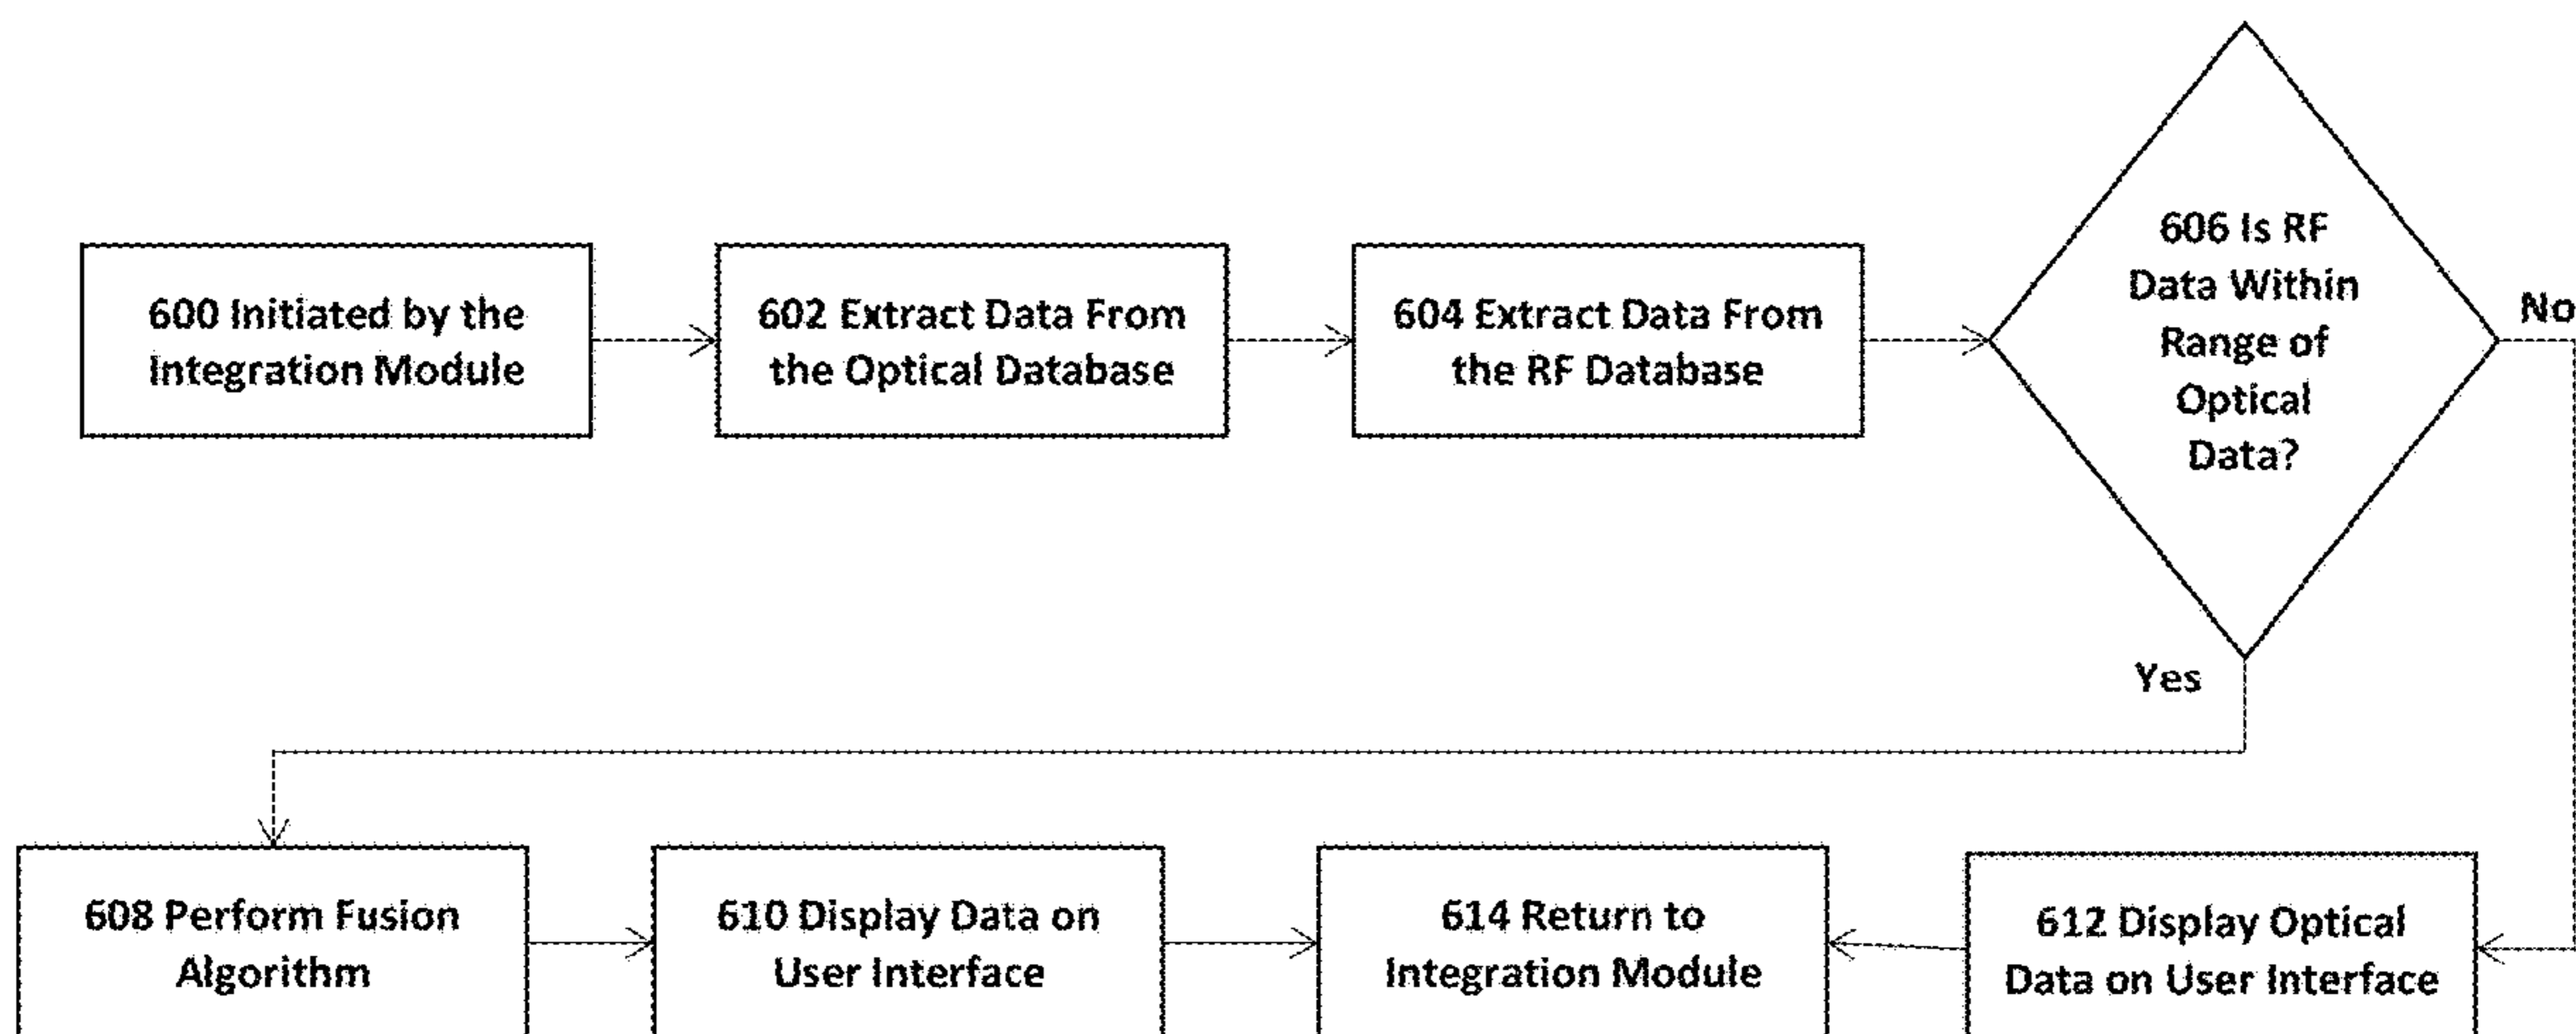 600 Initiated by the
Integration Module
602 Extract Data From
the Optical Database
604 Extract Data From
the RF Database
606 Is RF
Data Within
Range of
Optical
Data?
No
Yes
608 Perform Fusion
Algorithm
610 Display Data on
User Interface
614 Return to
Integration Module
612 Display Optical
Data on User Interface